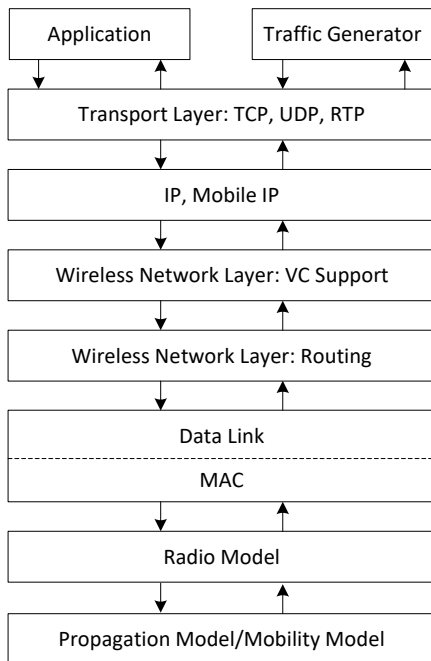 Application
Traffic Generator
Transport Layer: TCP, UDP, RTP
IP, Mobile IP
Wireless Network Layer: VC Support
Wireless Network Layer: Routing
Data Link
MAC
Radio Model
Propagation Model/Mobility Model